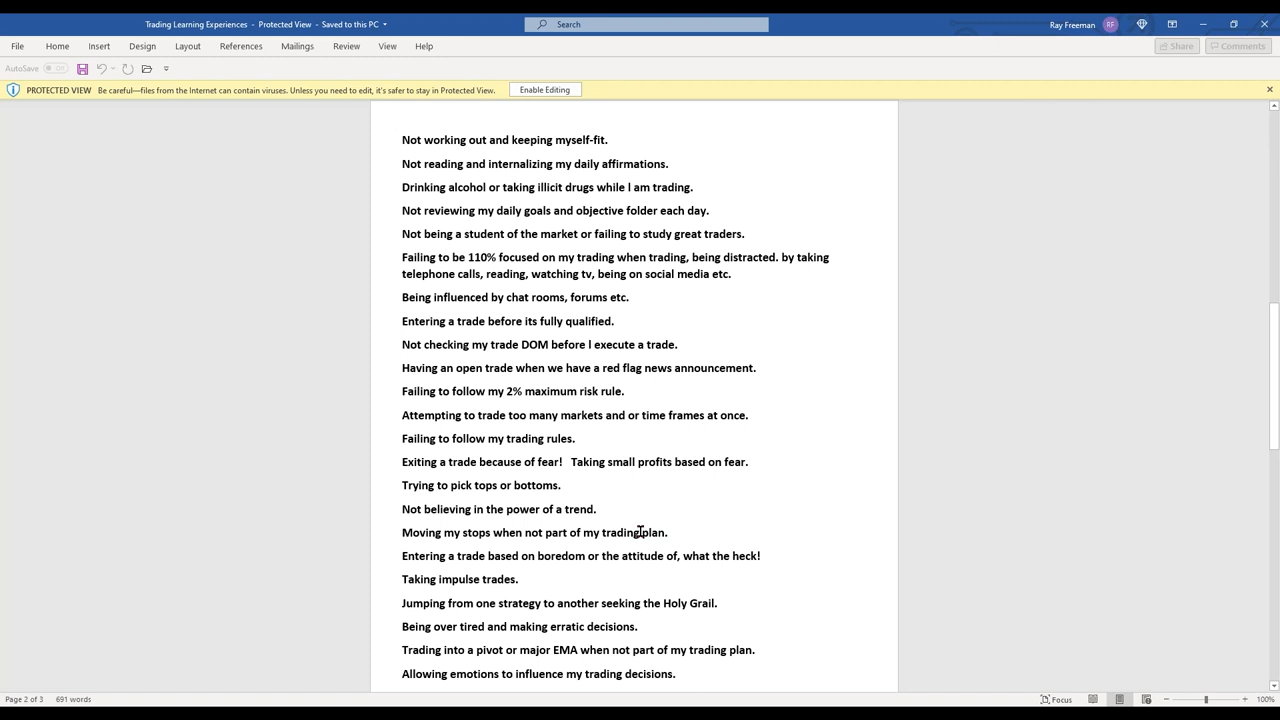 Trading Learning Experiences - Protected View - Saved to this PC
Search
Ray Freeman
RF
File Home Insert Design Layout References Mailings Review View Help
Share Comments
AutoSave Off
PROTECTED VIEW Be careful—files from the Internet can contain viruses. Unless you need to edit, it's safer to stay in Protected View. Enable Editing
Not working out and keeping myself-fit.
Not reading and internalizing my daily affirmations.
Drinking alcohol or taking illicit drugs while I am trading.
Not reviewing my daily goals and objective folder each day.
Not being a student of the market or failing to study great traders.
Failing to be 110% focused on my trading when trading, being distracted. by taking
telephone calls, reading, watching tv, being on social media etc.
Being influenced by chat rooms, forums etc.
Entering a trade before its fully qualified.
Not checking my trade DOM before I execute a trade.
Having an open trade when we have a red flag news announcement.
Failing to follow my 2% maximum risk rule.
Attempting to trade too many markets and or time frames at once.
Failing to follow my trading rules.
Exiting a trade because of fear!   Taking small profits based on fear.
Trying to pick tops or bottoms.
Not believing in the power of a trend.
Moving my stops when not part of my trading plan.
Entering a trade based on boredom or the attitude of, what the heck!
Taking impulse trades.
Jumping from one strategy to another seeking the Holy Grail.
Being over tired and making erratic decisions.
Trading into a pivot or major EMA when not part of my trading plan.
Allowing emotions to influence my trading decisions.
Page 2 of 3 691 words Focus 100%